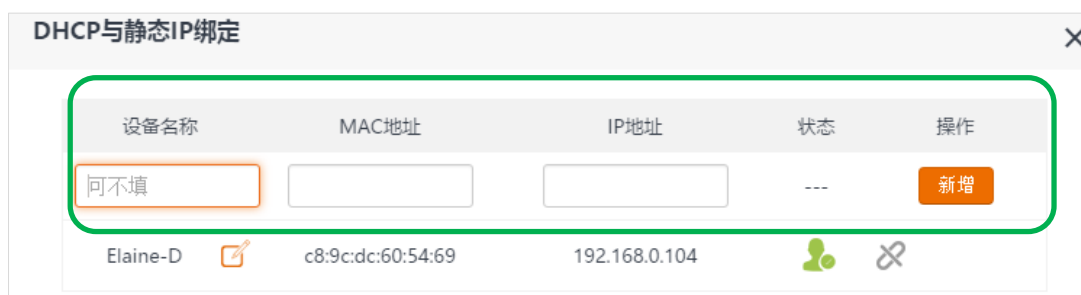 DHCP与静态IP绑定
设备名称 MAC地址 IP地址 状态 操作
可不填 --- 新增
Elaine-D c8:9c:dc:60:54:69 192.168.0.104